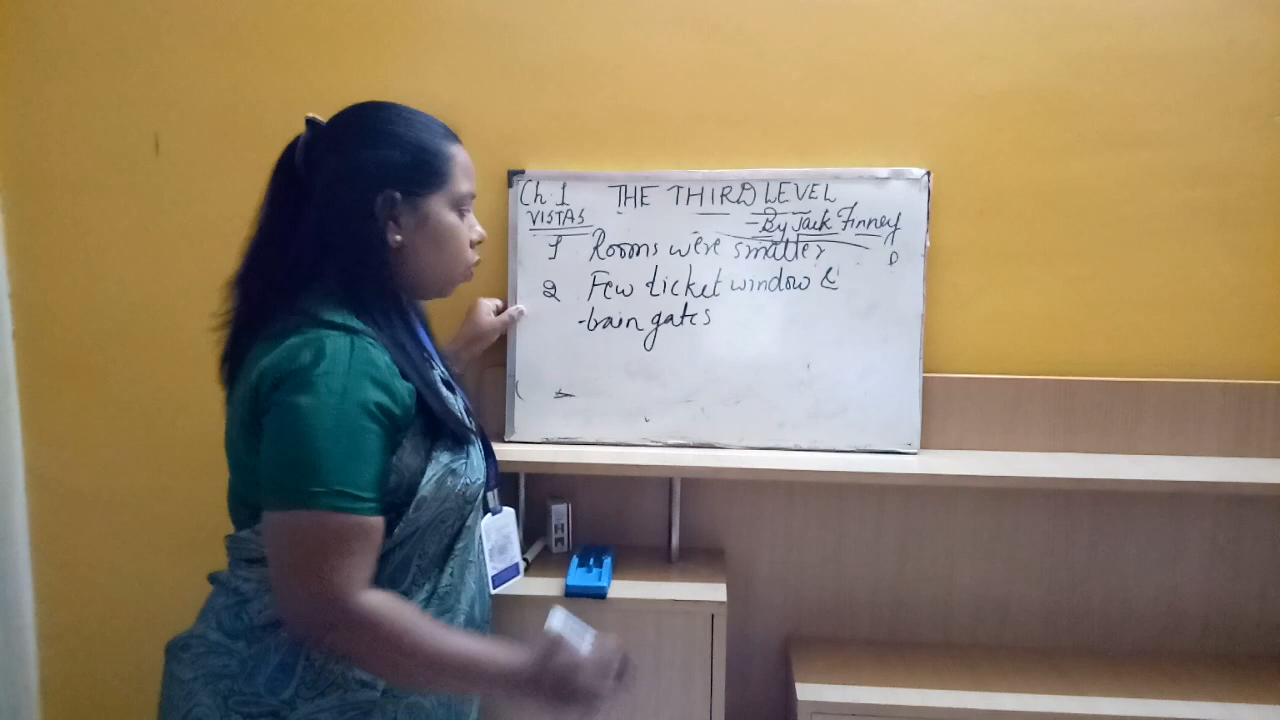 Ch.1 THE THIRD LEVEL
VISTAS
- By Jack Finney
1 Rooms were smaller
2 Few ticket window &
train gates